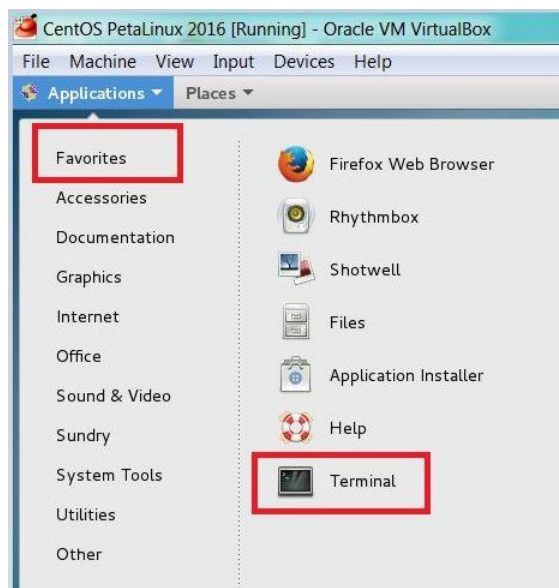 CentOS PetaLinux 2016 [Running] - Oracle VM VirtualBox
File Machine View Input Devices Help
Applications Places
Favorites
Accessories
Documentation
Graphics
Internet
Office
Sound & Video
Sundry
System Tools
Utilities
Other
Firefox Web Browser
Rhythmbox
Shotwell
Files
Application Installer
Help
Terminal